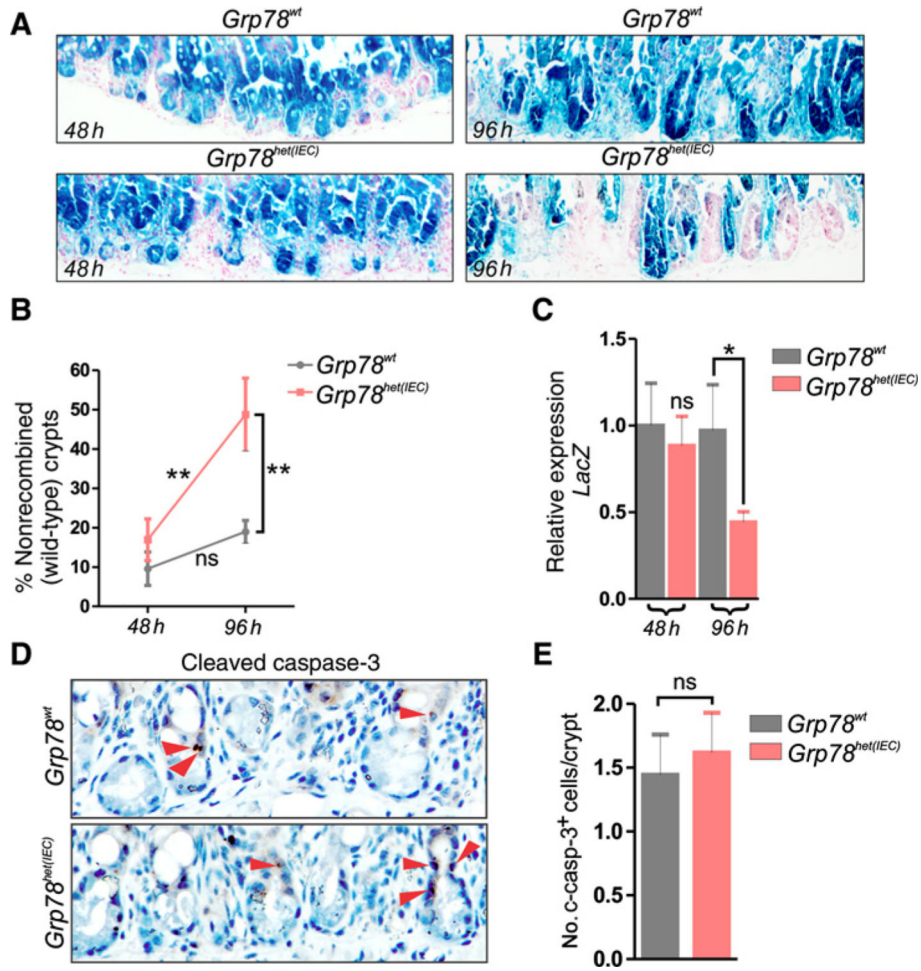 A
Grp78wt
Grp78wt
48 h
96 h
Grp78het(IEC)
Grp78het(IEC)
48 h
96 h
B
% Nonrecombined
(wild-type) crypts
60
50
40
30
20
10
0
48 h
96 h
**
**
ns
Grp78wt
Grp78het(IEC)
C
Relative expression
LacZ
1.5
1.0
0.5
0.0
ns
*
48 h
96 h
Grp78wt
Grp78het(IEC)
D
Cleaved caspase-3
Grp78wt
Grp78het(IEC)
E
No. c-casp-3+ cells/crypt
2.0
1.5
1.0
0.5
0.0
ns
Grp78wt
Grp78het(IEC)